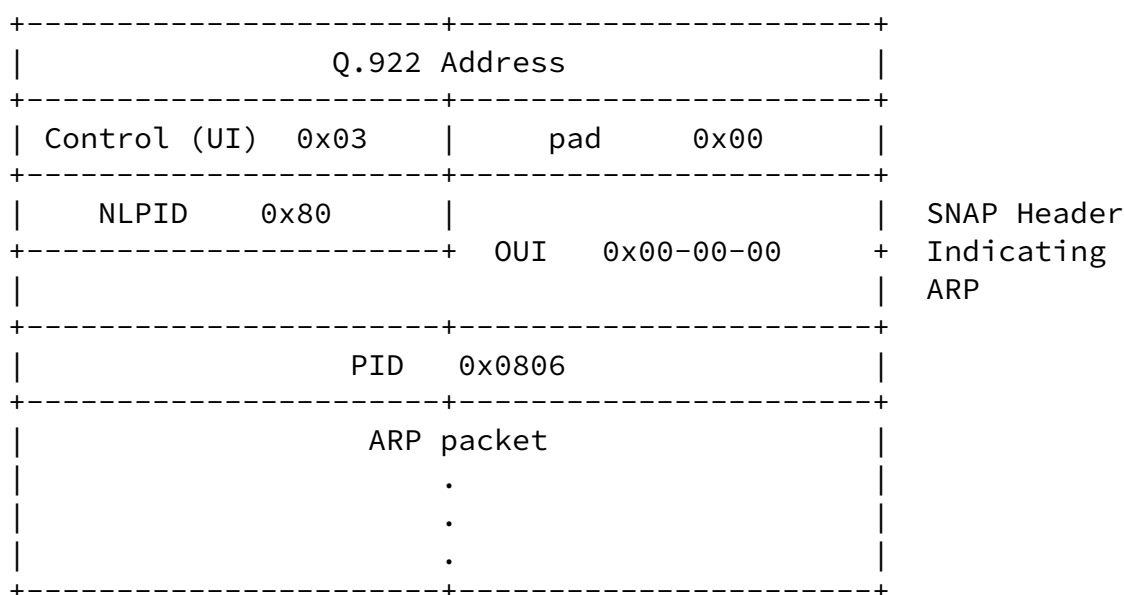 +-----------------------+-----------------------+
|                 Q.922 Address                 |
+-----------------------+-----------------------+
| Control (UI)  0x03    |     pad     0x00      |
+-----------------------+-----------------------+
|    NLPID    0x80      |                       |  SNAP Header
+-----------------------+  OUI   0x00-00-00     +  Indicating
|                                               |  ARP
+-----------------------+-----------------------+
|                  PID   0x0806                 |
+-----------------------+-----------------------+
|                   ARP packet                  |
|                       .                       |
|                       .                       |
|                       .                       |
+-----------------------+-----------------------+